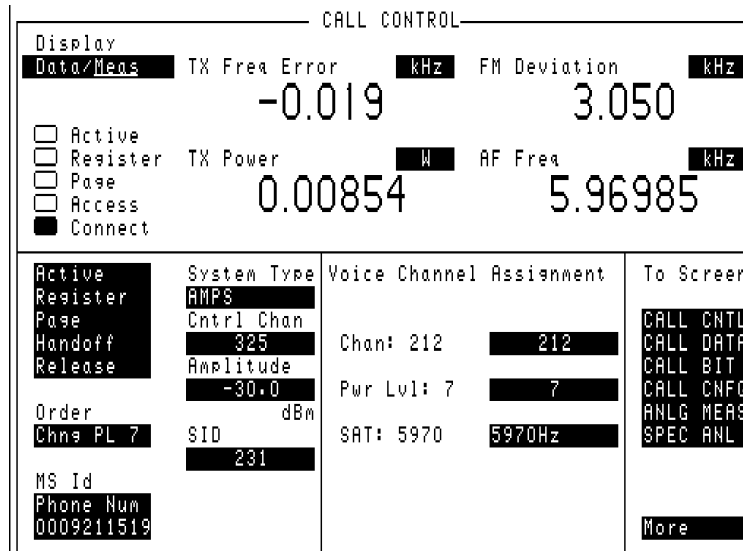 CALL CONTROL
Display
Data/Meas
TX Freq Error kHz
-0.019
FM Deviation kHz
3.050
Active
Register
Page
Access
Connect
TX Power W
0.00854
AF Freq kHz
5.96985
Active
Register
Page
Handoff
Release
Order
Chng PL 7
MS Id
Phone Num
0009211519
System Type
AMPS
Cntrl Chan
325
Amplitude
-30.0
dBm
SID
231
Voice Channel Assignment
Chan: 212 212
Pwr Lvl: 7 7
SAT: 5970 5970Hz
To Screen
CALL CNTL
CALL DATA
CALL BIT
CALL CNFG
ANLG MEAS
SPEC ANL
More